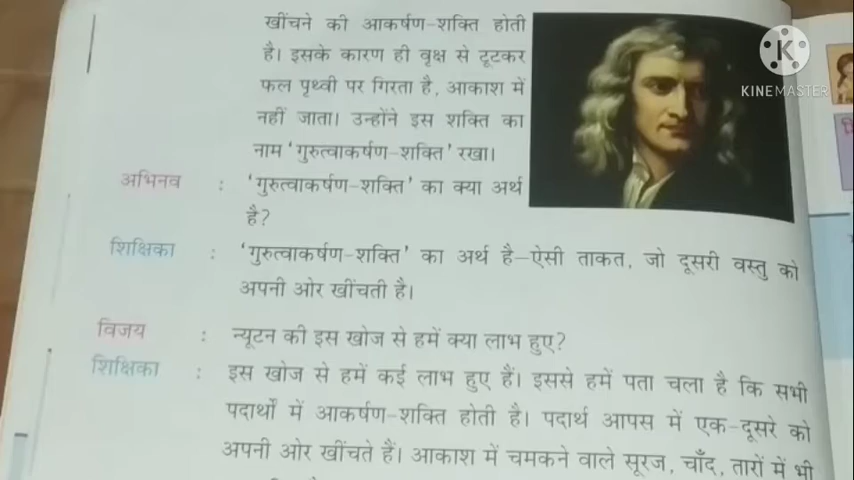 खींचने की आकर्षण-शक्ति होती
है। इसके कारण ही वृक्ष से टूटकर
फल पृथ्वी पर गिरता है, आकाश में
नहीं जाता। उन्होंने इस शक्ति का
नाम 'गुरुत्वाकर्षण-शक्ति' रखा।
अभिनव : 'गुरुत्वाकर्षण-शक्ति' का क्या अर्थ
है?
शिक्षिका : 'गुरुत्वाकर्षण-शक्ति' का अर्थ है—ऐसी ताकत, जो दूसरी वस्तु को
अपनी ओर खींचती है।
विजय : न्यूटन की इस खोज से हमें क्या लाभ हुए?
शिक्षिका : इस खोज से हमें कई लाभ हुए हैं। इससे हमें पता चला है कि सभी
पदार्थों में आकर्षण-शक्ति होती है। पदार्थ आपस में एक-दूसरे को
अपनी ओर खींचते हैं। आकाश में चमकने वाले सूरज, चाँद, तारों में भी
K
KINEMASTER